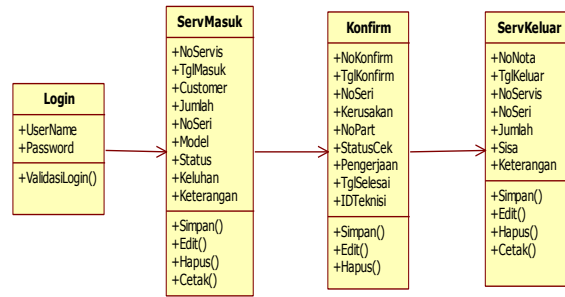 Login
+UserName
+Password
+ValidasiLogin()
ServMasuk
+NoServis
+TglMasuk
+Customer
+Jumlah
+NoSeri
+Model
+Status
+Keluhan
+Keterangan
+Simpan()
+Edit()
+Hapus()
+Cetak()
Konfirm
+NoKonfirm
+TglKonfirm
+NoSeri
+Kerusakan
+NoPart
+StatusCek
+Pengerjaan
+TglSelesai
+IDTeknisi
+Simpan()
+Edit()
+Hapus()
ServKeluar
+NoNota
+TglKeluar
+NoServis
+NoSeri
+Jumlah
+Sisa
+Keterangan
+Simpan()
+Edit()
+Hapus()
+Cetak()